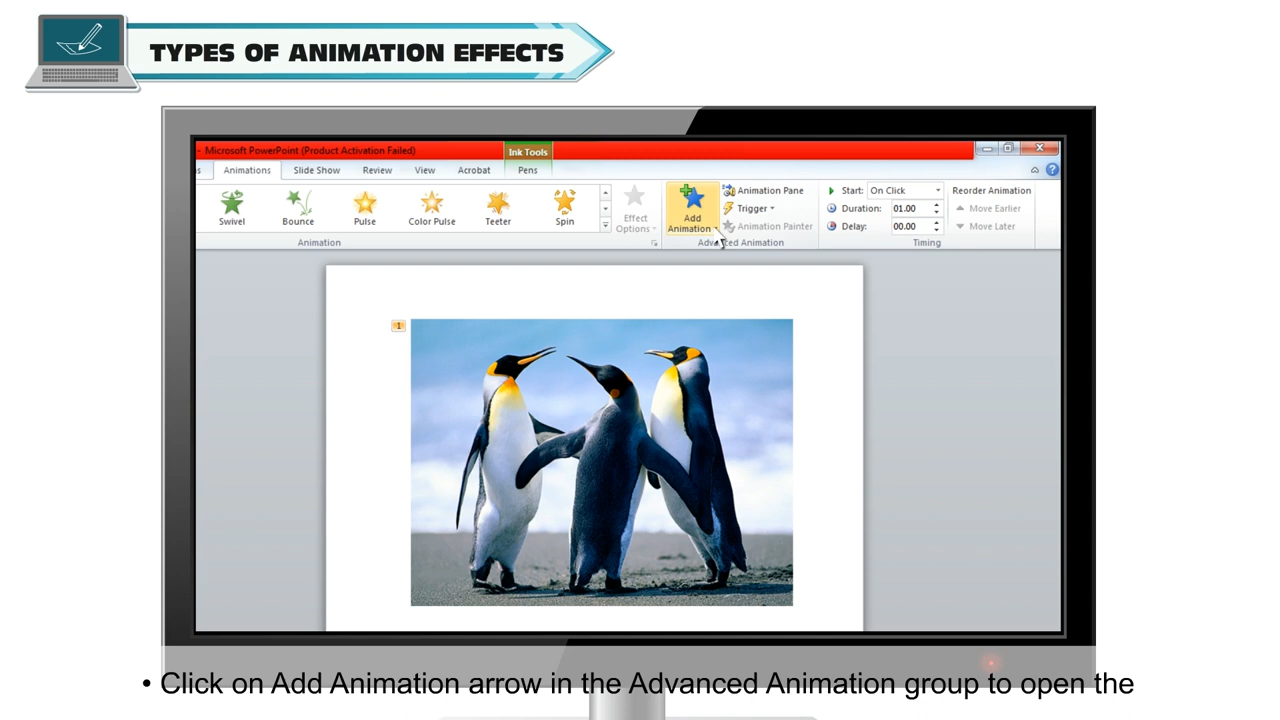 TYPES OF ANIMATION EFFECTS
- Microsoft PowerPoint (Product Activation Failed)
Ink Tools
s Animations Slide Show Review View Acrobat Pens
Swivel Bounce Pulse Color Pulse Teeter Spin
Effect Options
Add Animation
Animation Pane
Trigger
Animation Painter
Start: On Click
Duration: 01.00
Delay: 00.00
Reorder Animation
Move Earlier
Move Later
Animation Advanced Animation Timing
1
• Click on Add Animation arrow in the Advanced Animation group to open the